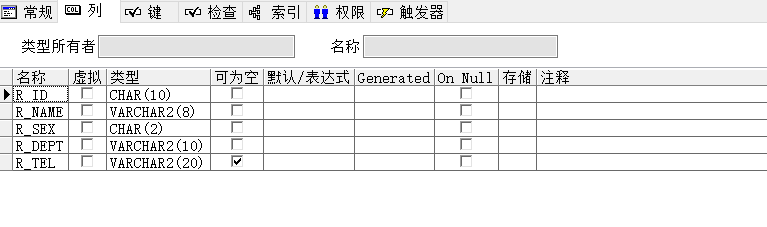 常规 列 键 检查 索引 权限 触发器
类型所有者 名称
名称 虚拟 类型 可为空 默认/表达式 Generated On Null 存储 注释
R_ID CHAR(10)
R_NAME VARCHAR2(8)
R_SEX CHAR(2)
R_DEPT VARCHAR2(10)
R_TEL VARCHAR2(20)